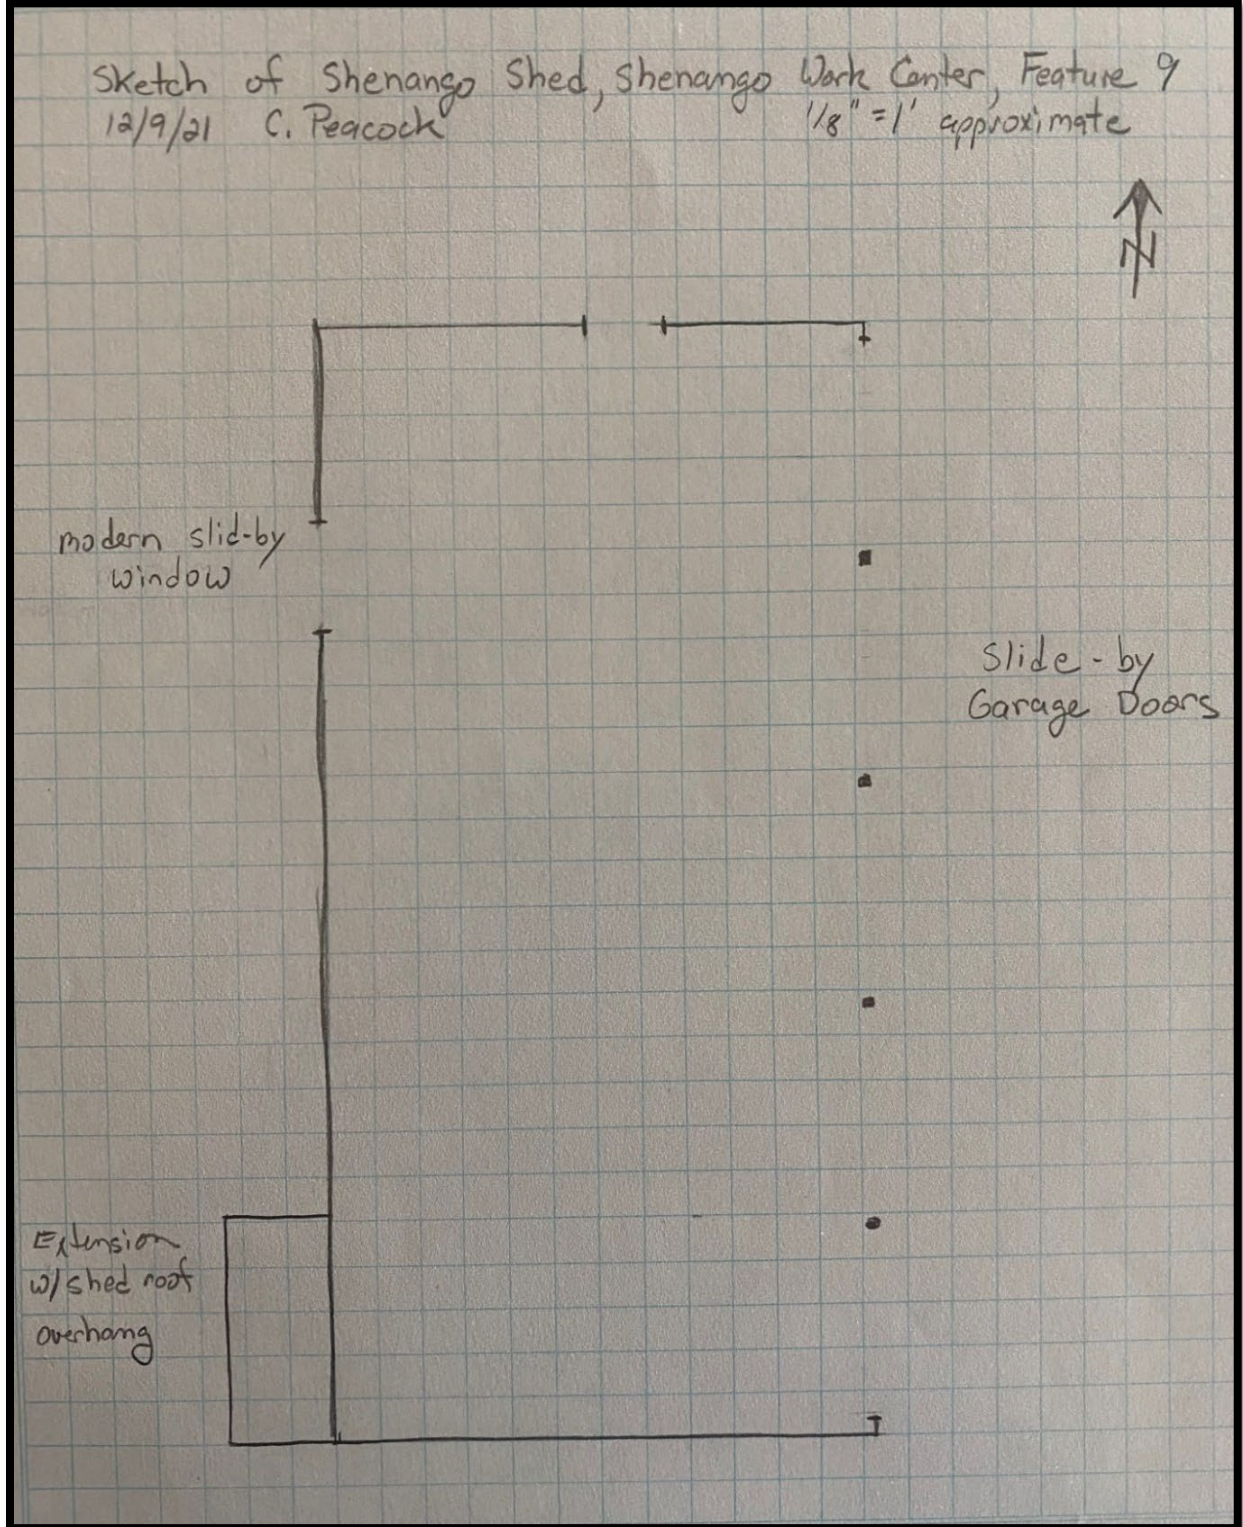 Sketch of Shenango Shed, Shenango Work Center, Feature 9
12/9/21 C. Peacock 1/8" = 1' approximate
N
modern slid-by
window
Slide-by
Garage Doors
Extension
w/ shed roof
overhang